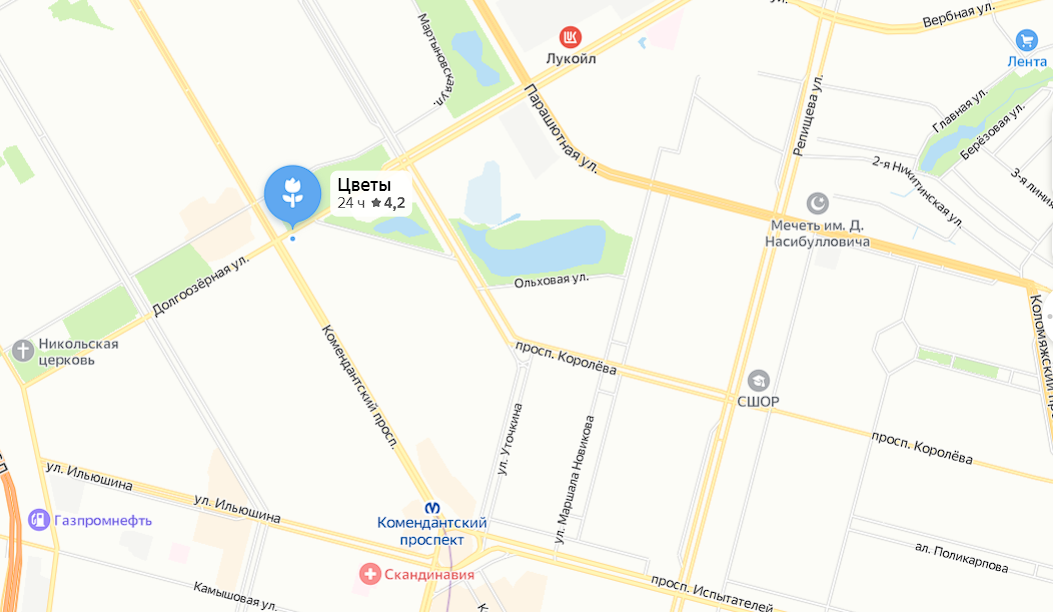 Вербная ул.
Мартыновская
ул.
Лукойл
Лента
Парашютная ул.
Репищева ул.
Главная ул.
Берёзовая ул.
2-я Никитинская ул.
3-я линия
Цветы
24 ч ★ 4,2
Мечеть им. Д.
Насибулловича
Долгоозёрная ул.
Ольховая ул.
Никольская
церковь
Комендантский просп.
просп. Королёва
СШОР
Коломяжский пр
ул. Уточкина
ул. Маршала Новикова
просп. Королёва
ул. Ильюшина
ул. Ильюшина
Газпромнефть
Комендантский
проспект
Скандинавия
ал. Поликарпова
Камышовая ул.
просп. Испытателей